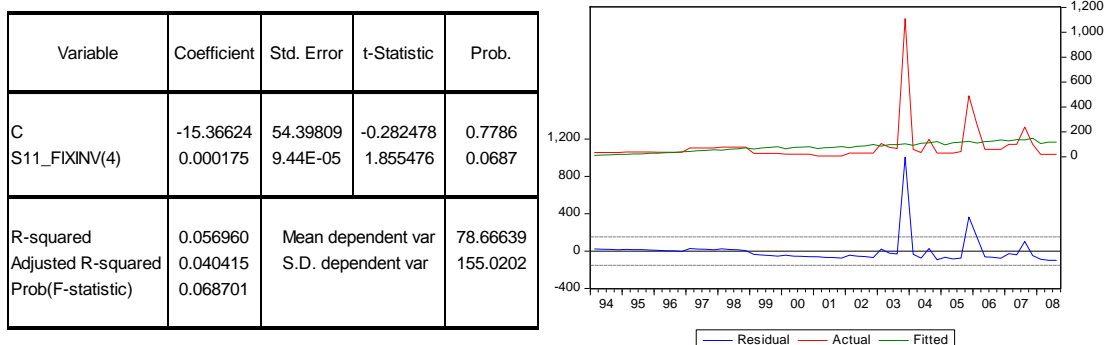 Variable Coefficient Std. Error t-Statistic Prob.
C -15.36624 54.39809 -0.282478 0.7786
S11_FIXINV(4) 0.000175 9.44E-05 1.855476 0.0687
R-squared 0.056960 Mean dependent var 78.66639
Adjusted R-squared 0.040415 S.D. dependent var 155.0202
Prob(F-statistic) 0.068701
1,200
1,000
800
600
400
200
0
1,200
800
400
0
-400
94 95 96 97 98 99 00 01 02 03 04 05 06 07 08
Residual Actual Fitted